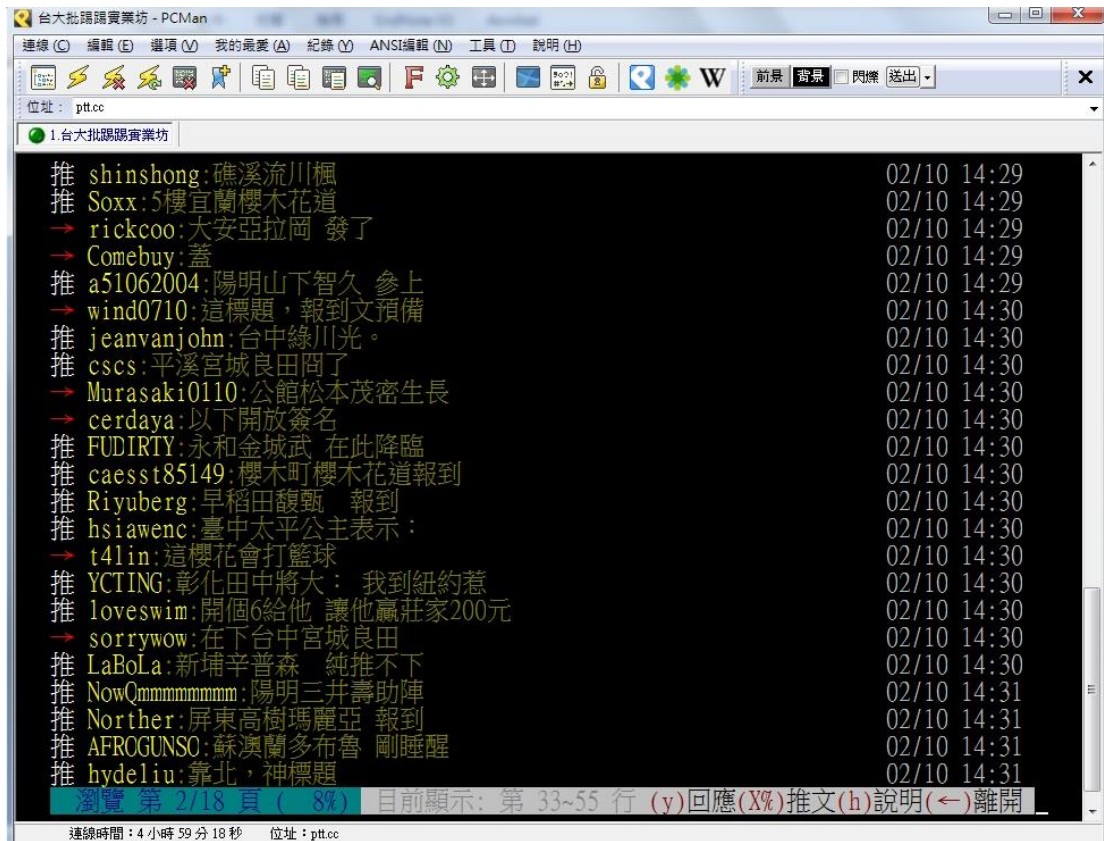 台大批踢踢實業坊 - PCMan
連線(C) 編輯(E) 選項(V) 我的最愛(A) 紀錄(Y) ANSI編輯(N) 工具(T) 說明(H)
F W 前景 背景 閃爍 送出
位址: ptt.cc
1.台大批踢踢實業坊
推 shinshong:礁溪流川楓 02/10 14:29
推 Soxx:5樓宜蘭櫻木花道 02/10 14:29
→ rickcoo:大安亞拉岡 發了 02/10 14:29
→ Comebuy:蓋 02/10 14:29
推 a51062004:陽明山下智久 參上 02/10 14:29
→ wind0710:這標題,報到文預備 02/10 14:30
推 jeanvanjohn:台中綠川光。 02/10 14:30
推 cscs:平溪宮城良田悶了 02/10 14:30
→ Murasaki0110:公館松本茂密生長 02/10 14:30
→ cerdaya:以下開放簽名 02/10 14:30
推 FUDIRTY:永和金城武 在此降臨 02/10 14:30
推 caesst85149:櫻木町櫻木花道報到 02/10 14:30
推 Riyuberg:早稻田馥甄 報到 02/10 14:30
推 hsiawenc:臺中太平公主表示: 02/10 14:30
→ t4lin:這櫻花會打籃球 02/10 14:30
推 YCTING:彰化田中將大: 我到紐約惹 02/10 14:30
推 loveswim:開個6給他 讓他贏莊家200元 02/10 14:30
→ sorrywow:在下台中宮城良田 02/10 14:30
推 LaBoLa:新埔辛普森 純推不下 02/10 14:30
推 NowQmmmmmmmm:陽明三井壽助陣 02/10 14:31
推 Norther:屏東高樹瑪麗亞 報到 02/10 14:31
推 AFROGUNSO:蘇澳蘭多布魯 剛睡醒 02/10 14:31
推 hydeliu:靠北,神標題 02/10 14:31
瀏覽 第 2/18 頁 ( 8%) 目前顯示: 第 33~55 行 (y)回應(X%)推文(h)說明(←)離開
連線時間:4 小時 59 分 18 秒 位址:ptt.cc